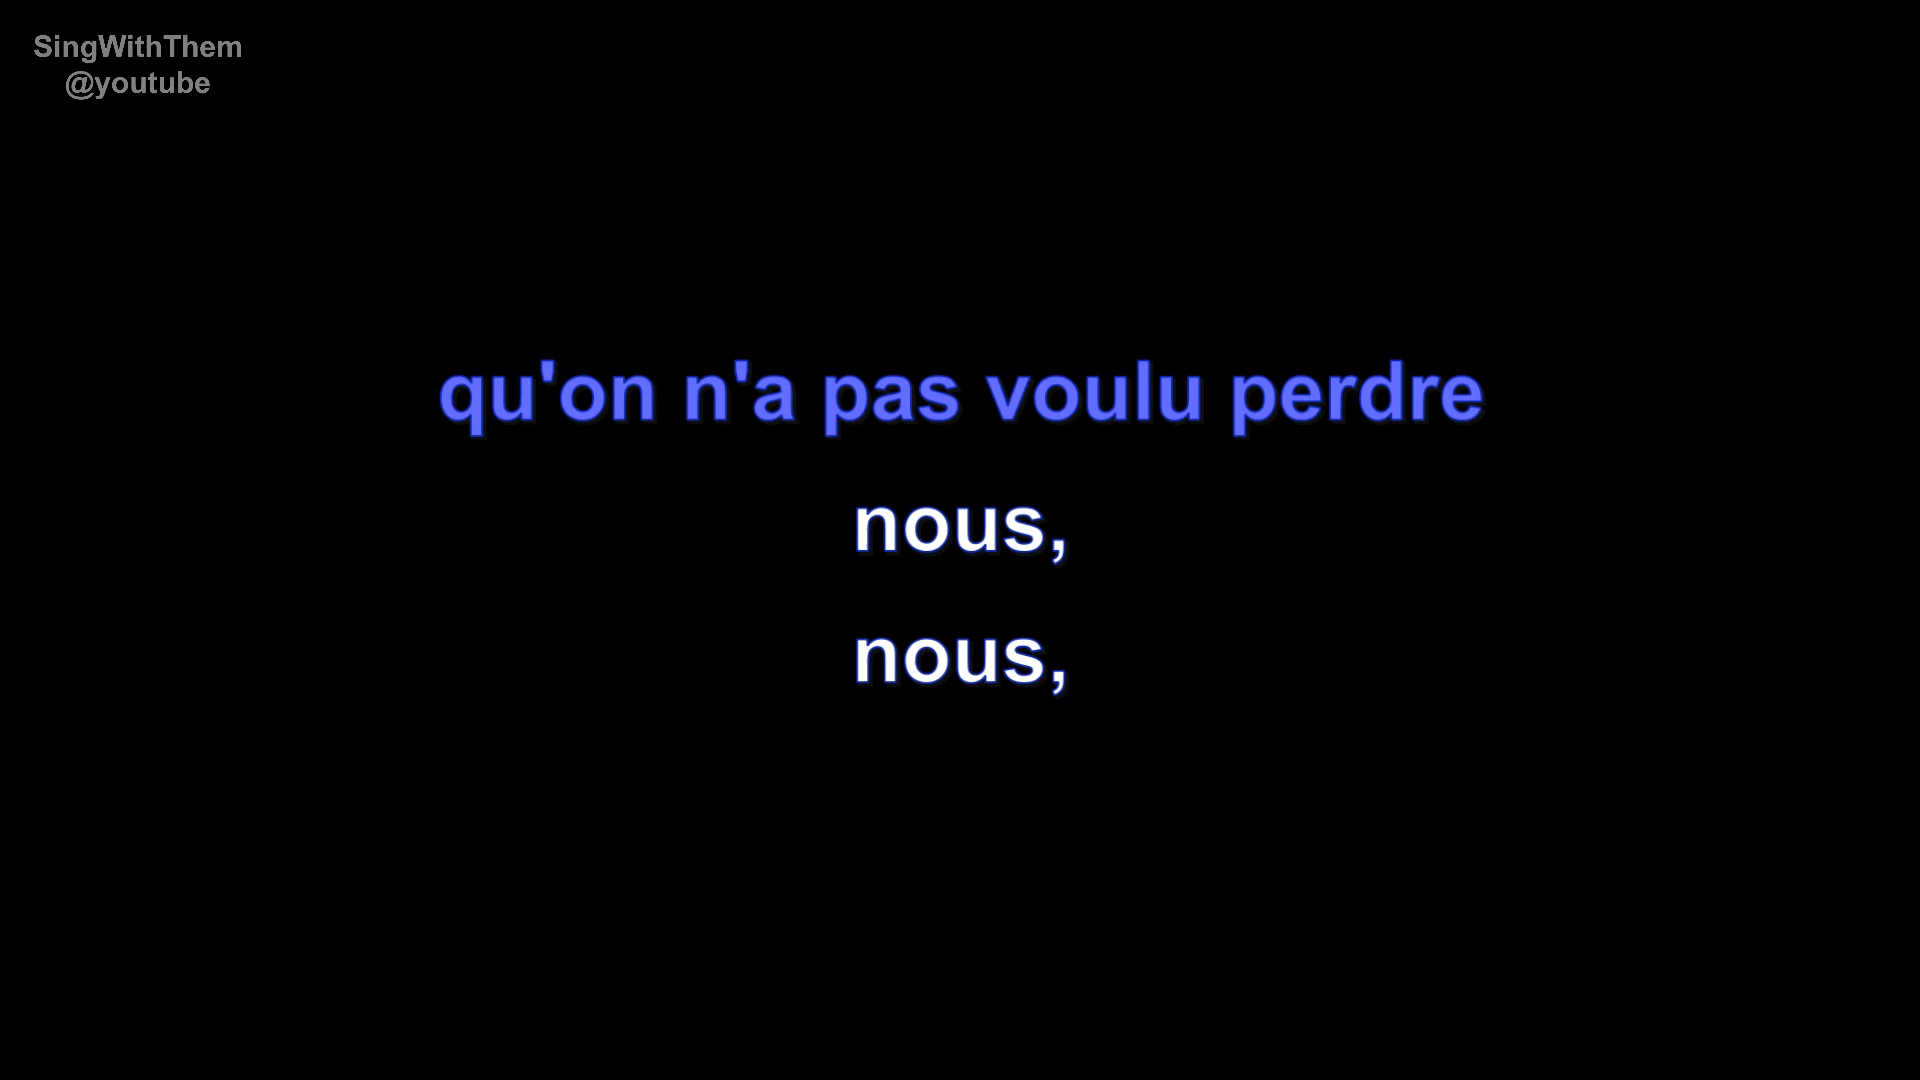 SingWithThem
@youtube
qu'on n'a pas voulu perdre
nous,
nous,